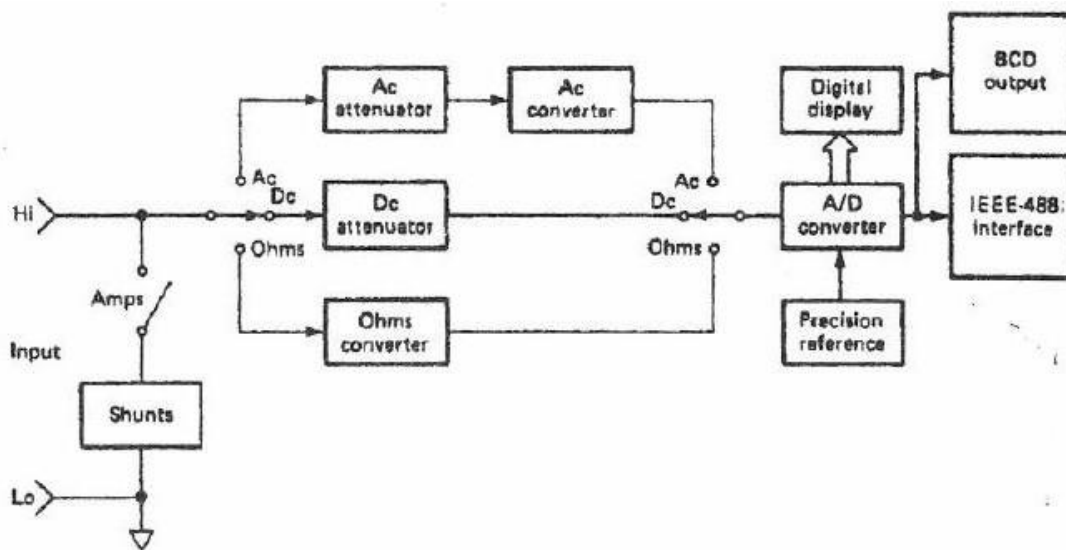 BCD
output
Ac
attenuator
Ac
converter
Digital
display
Ac
Dc
Ac
Dc
Hi
Dc
attenuator
A/D
converter
IEEE-488
interface
Ohms
Ohms
Amps
Ohms
converter
Precision
reference
Input
Shunts
Lo